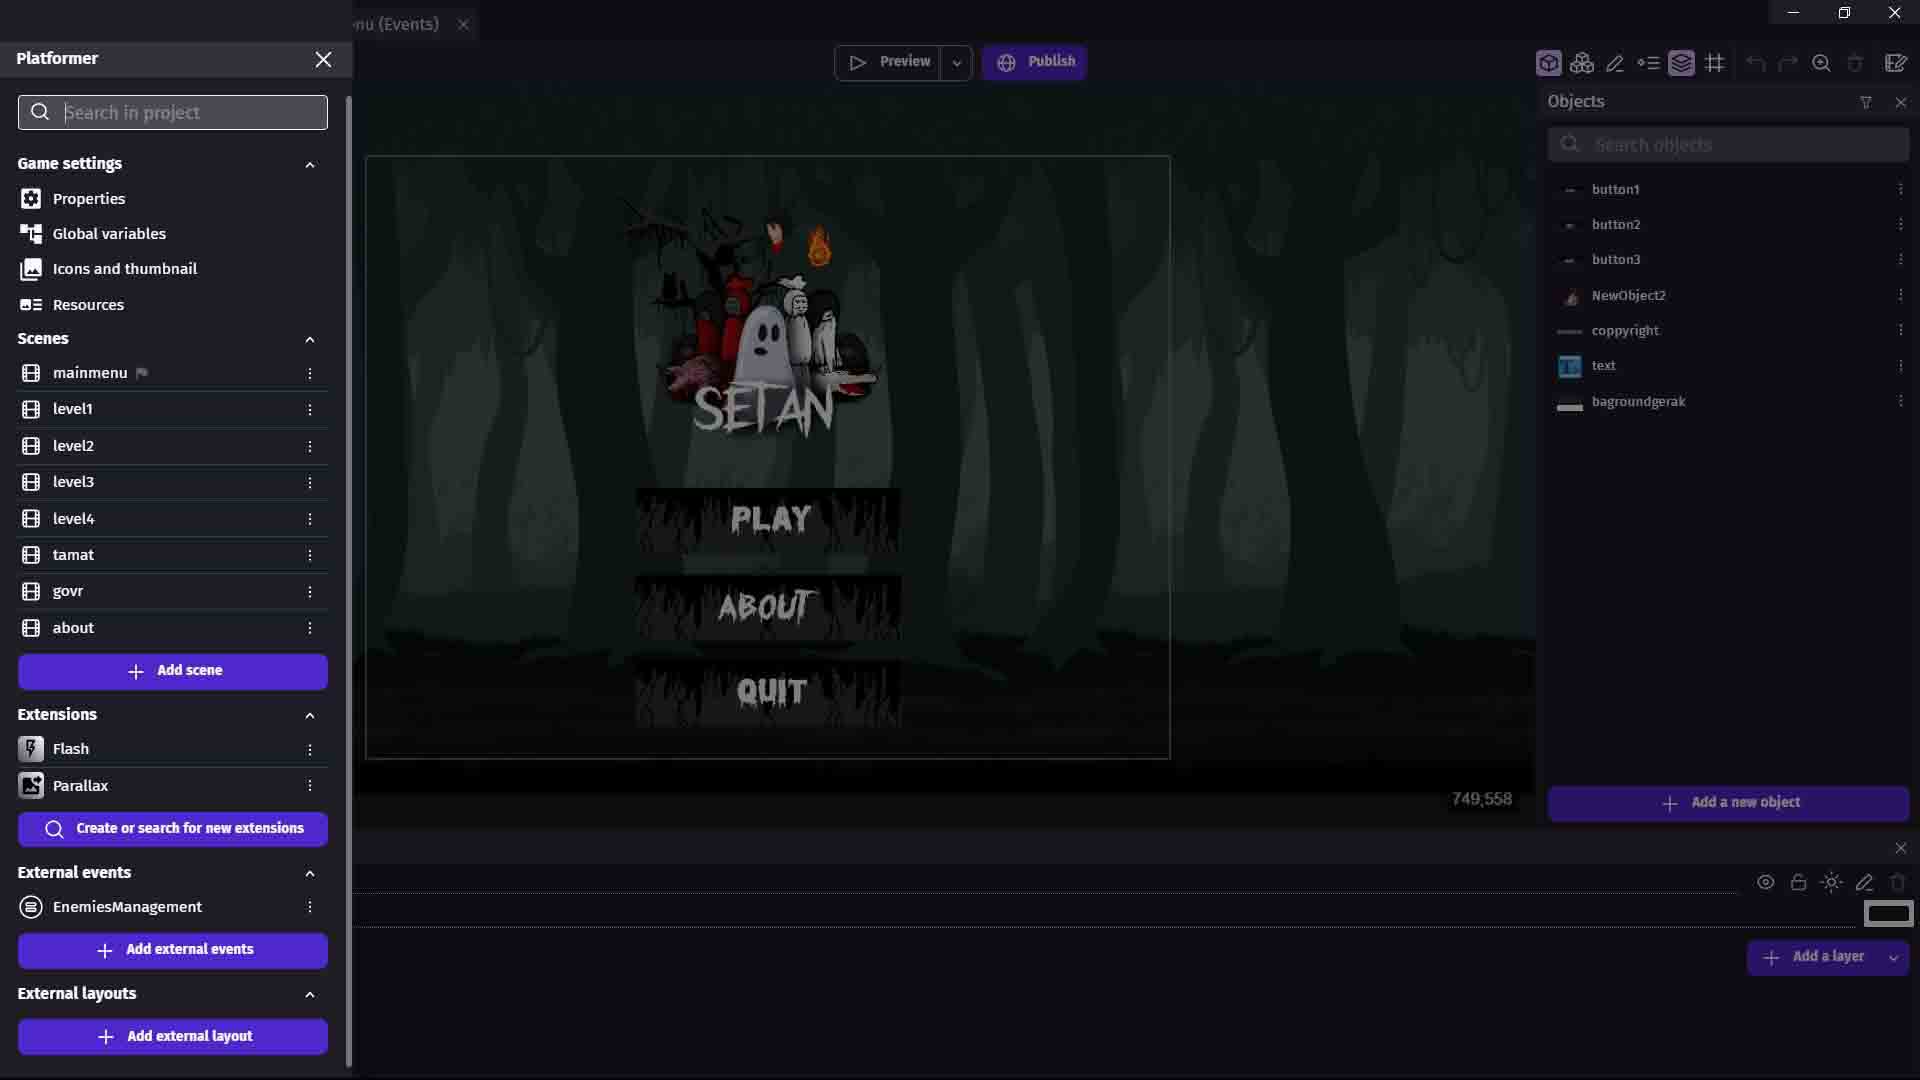 nu (Events)
Platformer
Preview
Publish
Search in project
Game settings
Properties
Global variables
Icons and thumbnail
Resources
Scenes
mainmenu
level1
level2
level3
level4
tamat
govr
about
Add scene
Extensions
Flash
Parallax
Create or search for new extensions
External events
EnemiesManagement
Add external events
External layouts
Add external layout
SETAN
PLAY
ABOUT
QUIT
749,558
Objects
Search objects
button1
button2
button3
NewObject2
coppyright
text
bagroundgerak
Add a new object
Add a layer